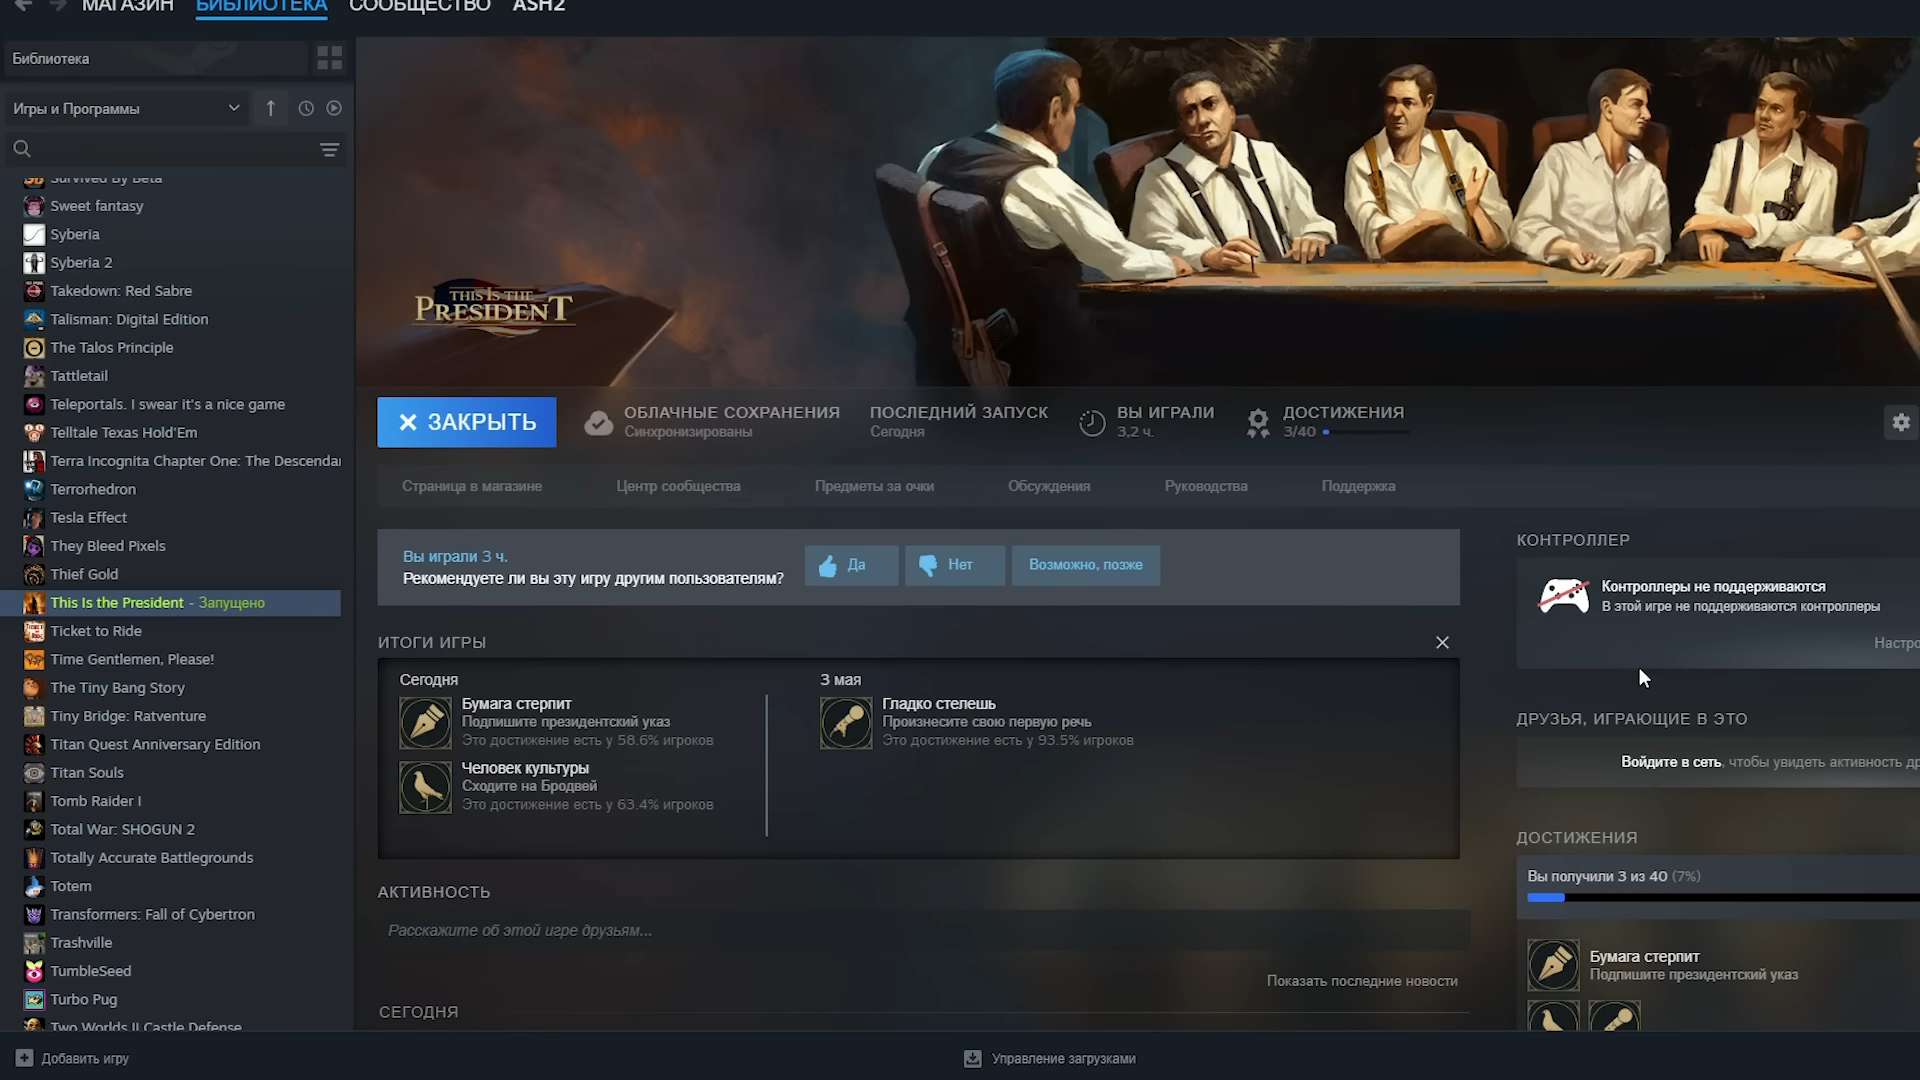 МАГАЗИН БИБЛИОТЕКА СООБЩЕСТВО ASH2
Библиотека
Игры и Программы
Survived By Beta
Sweet fantasy
Syberia
Syberia 2
Takedown: Red Sabre
Talisman: Digital Edition
The Talos Principle
Tattletail
Teleportals. I swear it's a nice game
Telltale Texas Hold'Em
Terra Incognita Chapter One: The Descendan
Terrorhedron
Tesla Effect
They Bleed Pixels
Thief Gold
This Is the President - Запущено
Ticket to Ride
Time Gentlemen, Please!
The Tiny Bang Story
Tiny Bridge: Ratventure
Titan Quest Anniversary Edition
Titan Souls
Tomb Raider I
Total War: SHOGUN 2
Totally Accurate Battlegrounds
Totem
Transformers: Fall of Cybertron
Trashville
TumbleSeed
Turbo Pug
Two Worlds II Castle Defense
Добавить игру
THIS IS THE
PRESIDENT
ЗАКРЫТЬ
ОБЛАЧНЫЕ СОХРАНЕНИЯ
Синхронизированы
ПОСЛЕДНИЙ ЗАПУСК
Сегодня
ВЫ ИГРАЛИ
3,2 ч.
ДОСТИЖЕНИЯ
3/40
Страница в магазине Центр сообщества Предметы за очки Обсуждения Руководства Поддержка
Вы играли 3 ч.
Рекомендуете ли вы эту игру другим пользователям?
Да Нет Возможно, позже
ИТОГИ ИГРЫ
Сегодня
Бумага стерпит
Подпишите президентский указ
Это достижение есть у 58.6% игроков
Человек культуры
Сходите на Бродвей
Это достижение есть у 63.4% игроков
3 мая
Гладко стелешь
Произнесите свою первую речь
Это достижение есть у 93.5% игроков
АКТИВНОСТЬ
Расскажите об этой игре друзьям...
Показать последние новости
СЕГОДНЯ
КОНТРОЛЛЕР
Контроллеры не поддерживаются
В этой игре не поддерживаются контроллеры
Настро
ДРУЗЬЯ, ИГРАЮЩИЕ В ЭТО
Войдите в сеть, чтобы увидеть активность др
ДОСТИЖЕНИЯ
Вы получили 3 из 40 (7%)
Бумага стерпит
Подпишите президентский указ
Управление загрузками